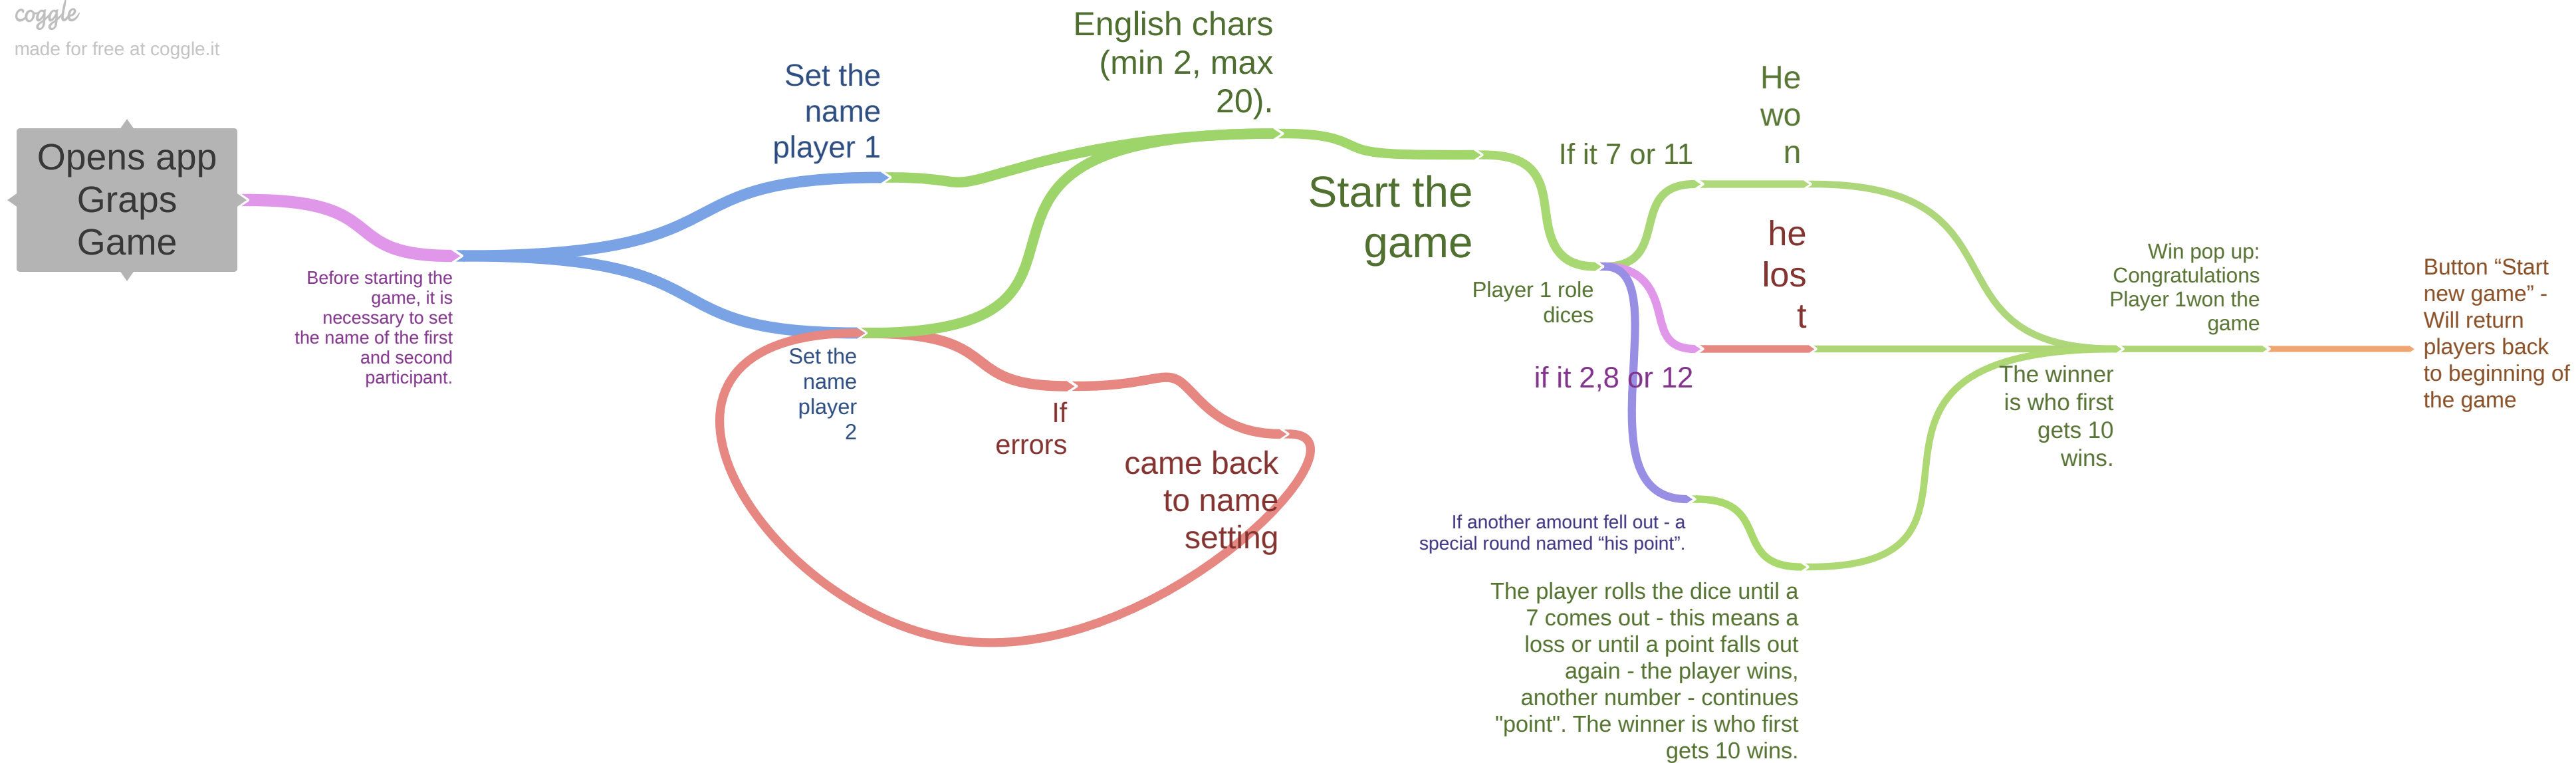 coggle
made for free at coggle.it
Opens app
Graps
Game
Before starting the
game, it is
necessary to set
the name of the first
and second
participant.
Set the
name
player 1
Set the
name
player
2
English chars
(min 2, max
20).
If
errors
came back
to name
setting
Start the
game
Player 1 role
dices
If it 7 or 11
He
wo
n
if it 2,8 or 12
he
los
t
If another amount fell out - a
special round named “his point”.
The player rolls the dice until a
7 comes out - this means a
loss or until a point falls out
again - the player wins,
another number - continues
"point". The winner is who first
gets 10 wins.
The winner
is who first
gets 10
wins.
Win pop up:
Congratulations
Player 1won the
game
Button “Start
new game” -
Will return
players back
to beginning of
the game